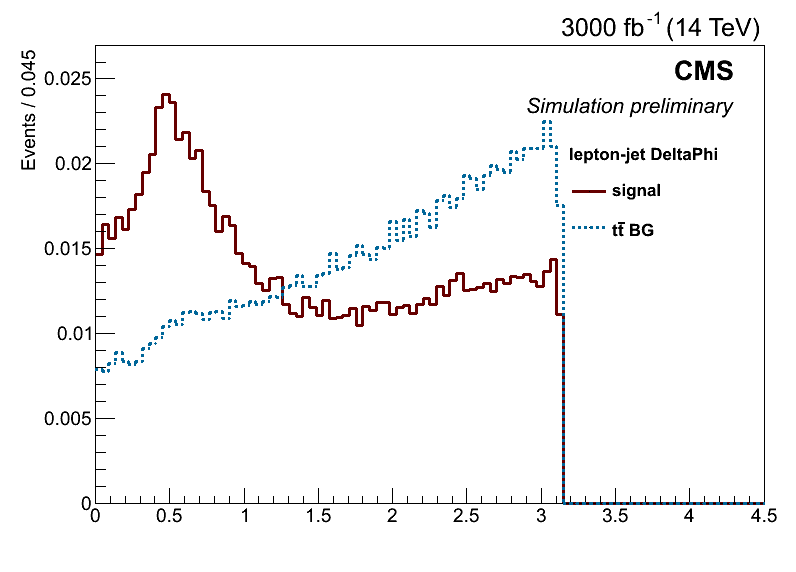 3000 fb⁻¹ (14 TeV)
Events / 0.045
CMS
Simulation preliminary
lepton-jet DeltaPhi
signal
tt̄ BG
0.025
0.02
0.015
0.01
0.005
0
0 0.5 1 1.5 2 2.5 3 3.5 4 4.5